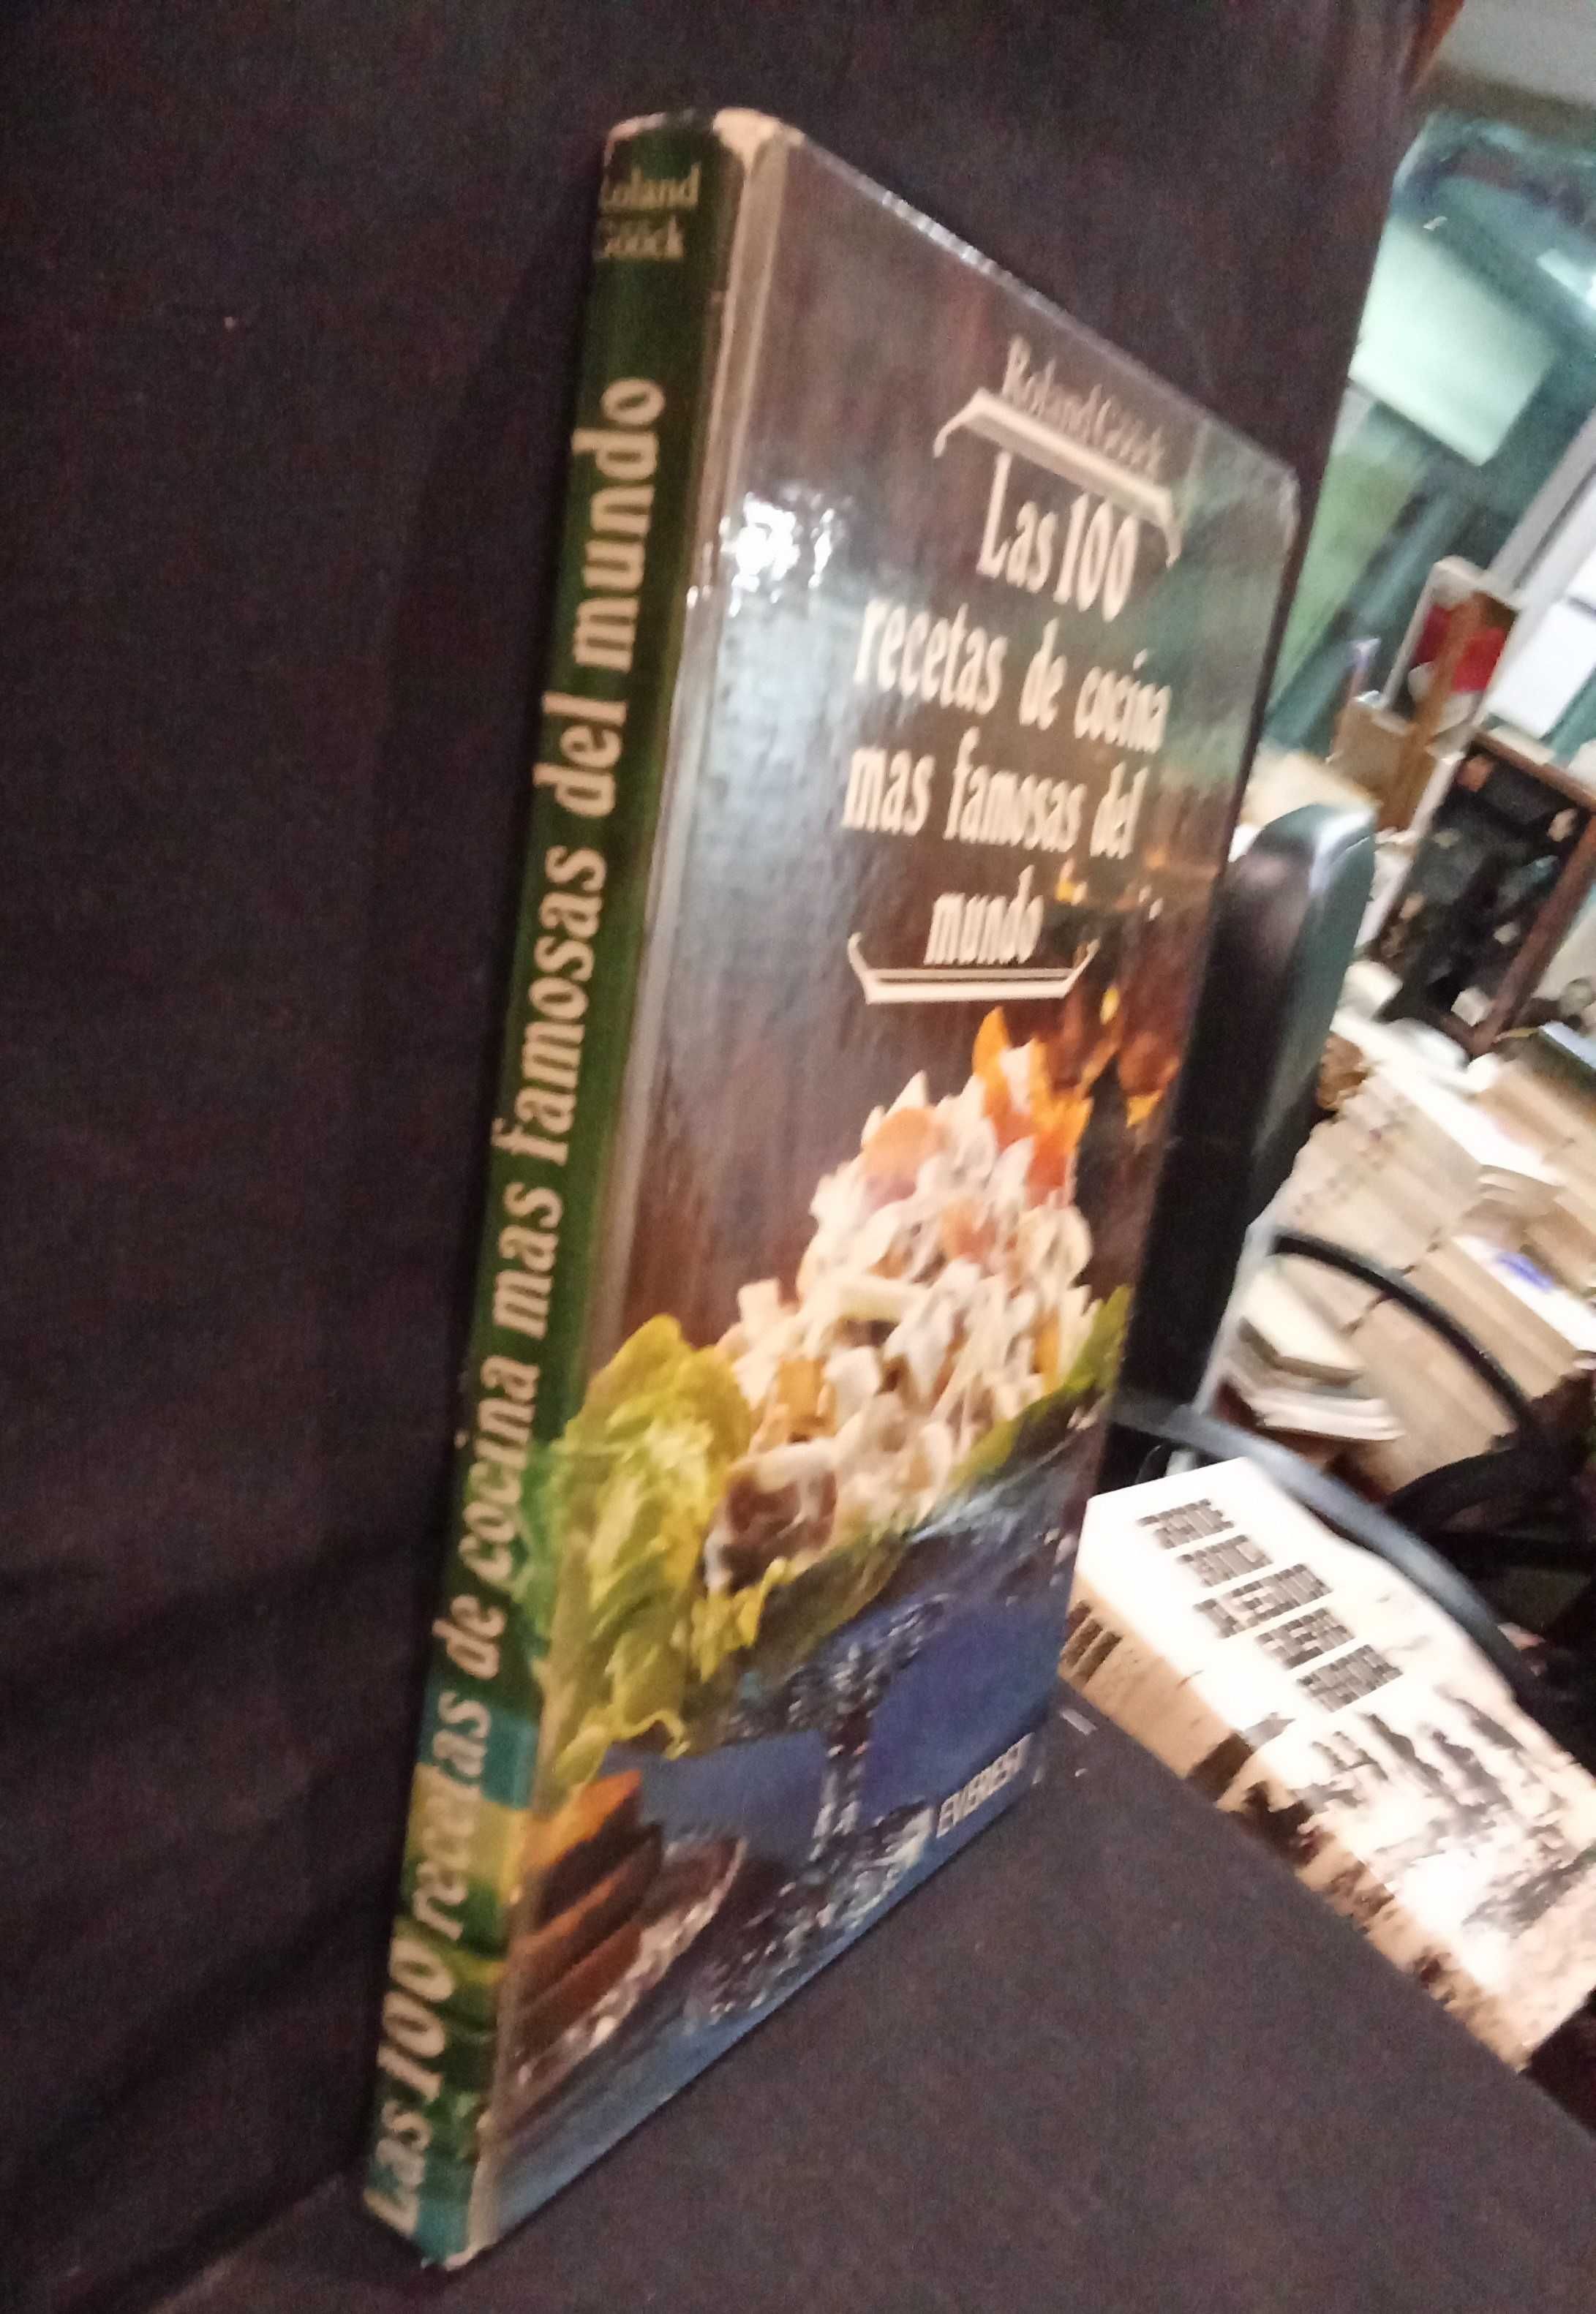 Roland
Gööck
Las 100 recetas de cocina mas famosas del mundo
Roland Gööck
Las 100
recetas de cocina
mas famosas del
mundo
EVEREST